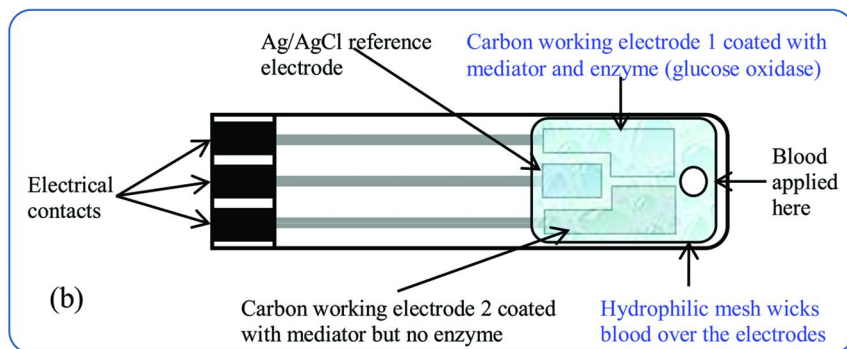 Ag/AgCl reference
electrode
Carbon working electrode 1 coated with
mediator and enzyme (glucose oxidase)
Electrical
contacts
Blood
applied
here
(b)
Carbon working electrode 2 coated
with mediator but no enzyme
Hydrophilic mesh wicks
blood over the electrodes